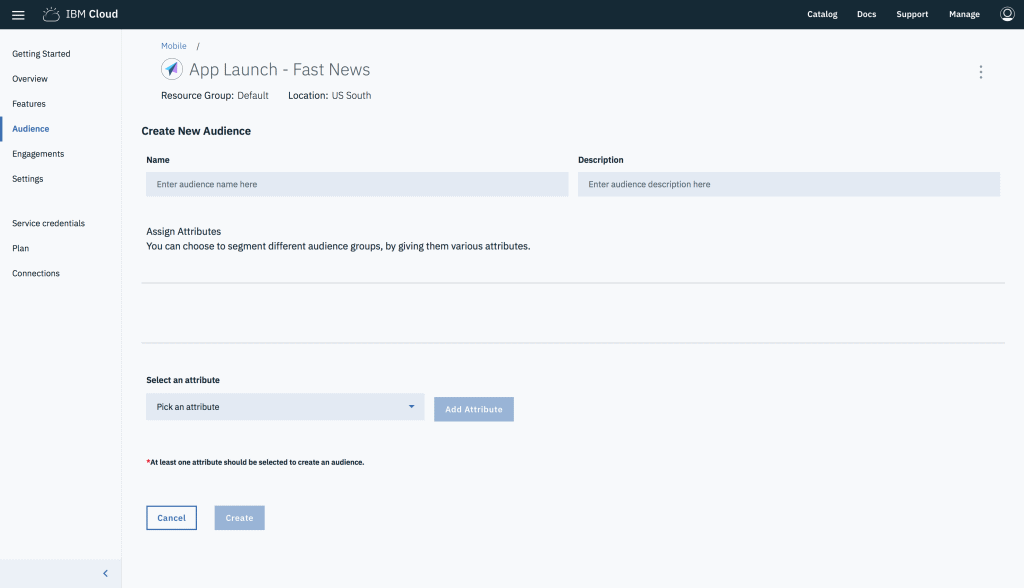 IBM Cloud
Catalog Docs Support Manage
Getting Started
Overview
Features
Audience
Engagements
Settings
Service credentials
Plan
Connections
Mobile /
App Launch - Fast News
Resource Group: Default Location: US South
Create New Audience
Name Description
Enter audience name here Enter audience description here
Assign Attributes
You can choose to segment different audience groups, by giving them various attributes.
Select an attribute
Pick an attribute Add Attribute
*At least one attribute should be selected to create an audience.
Cancel Create